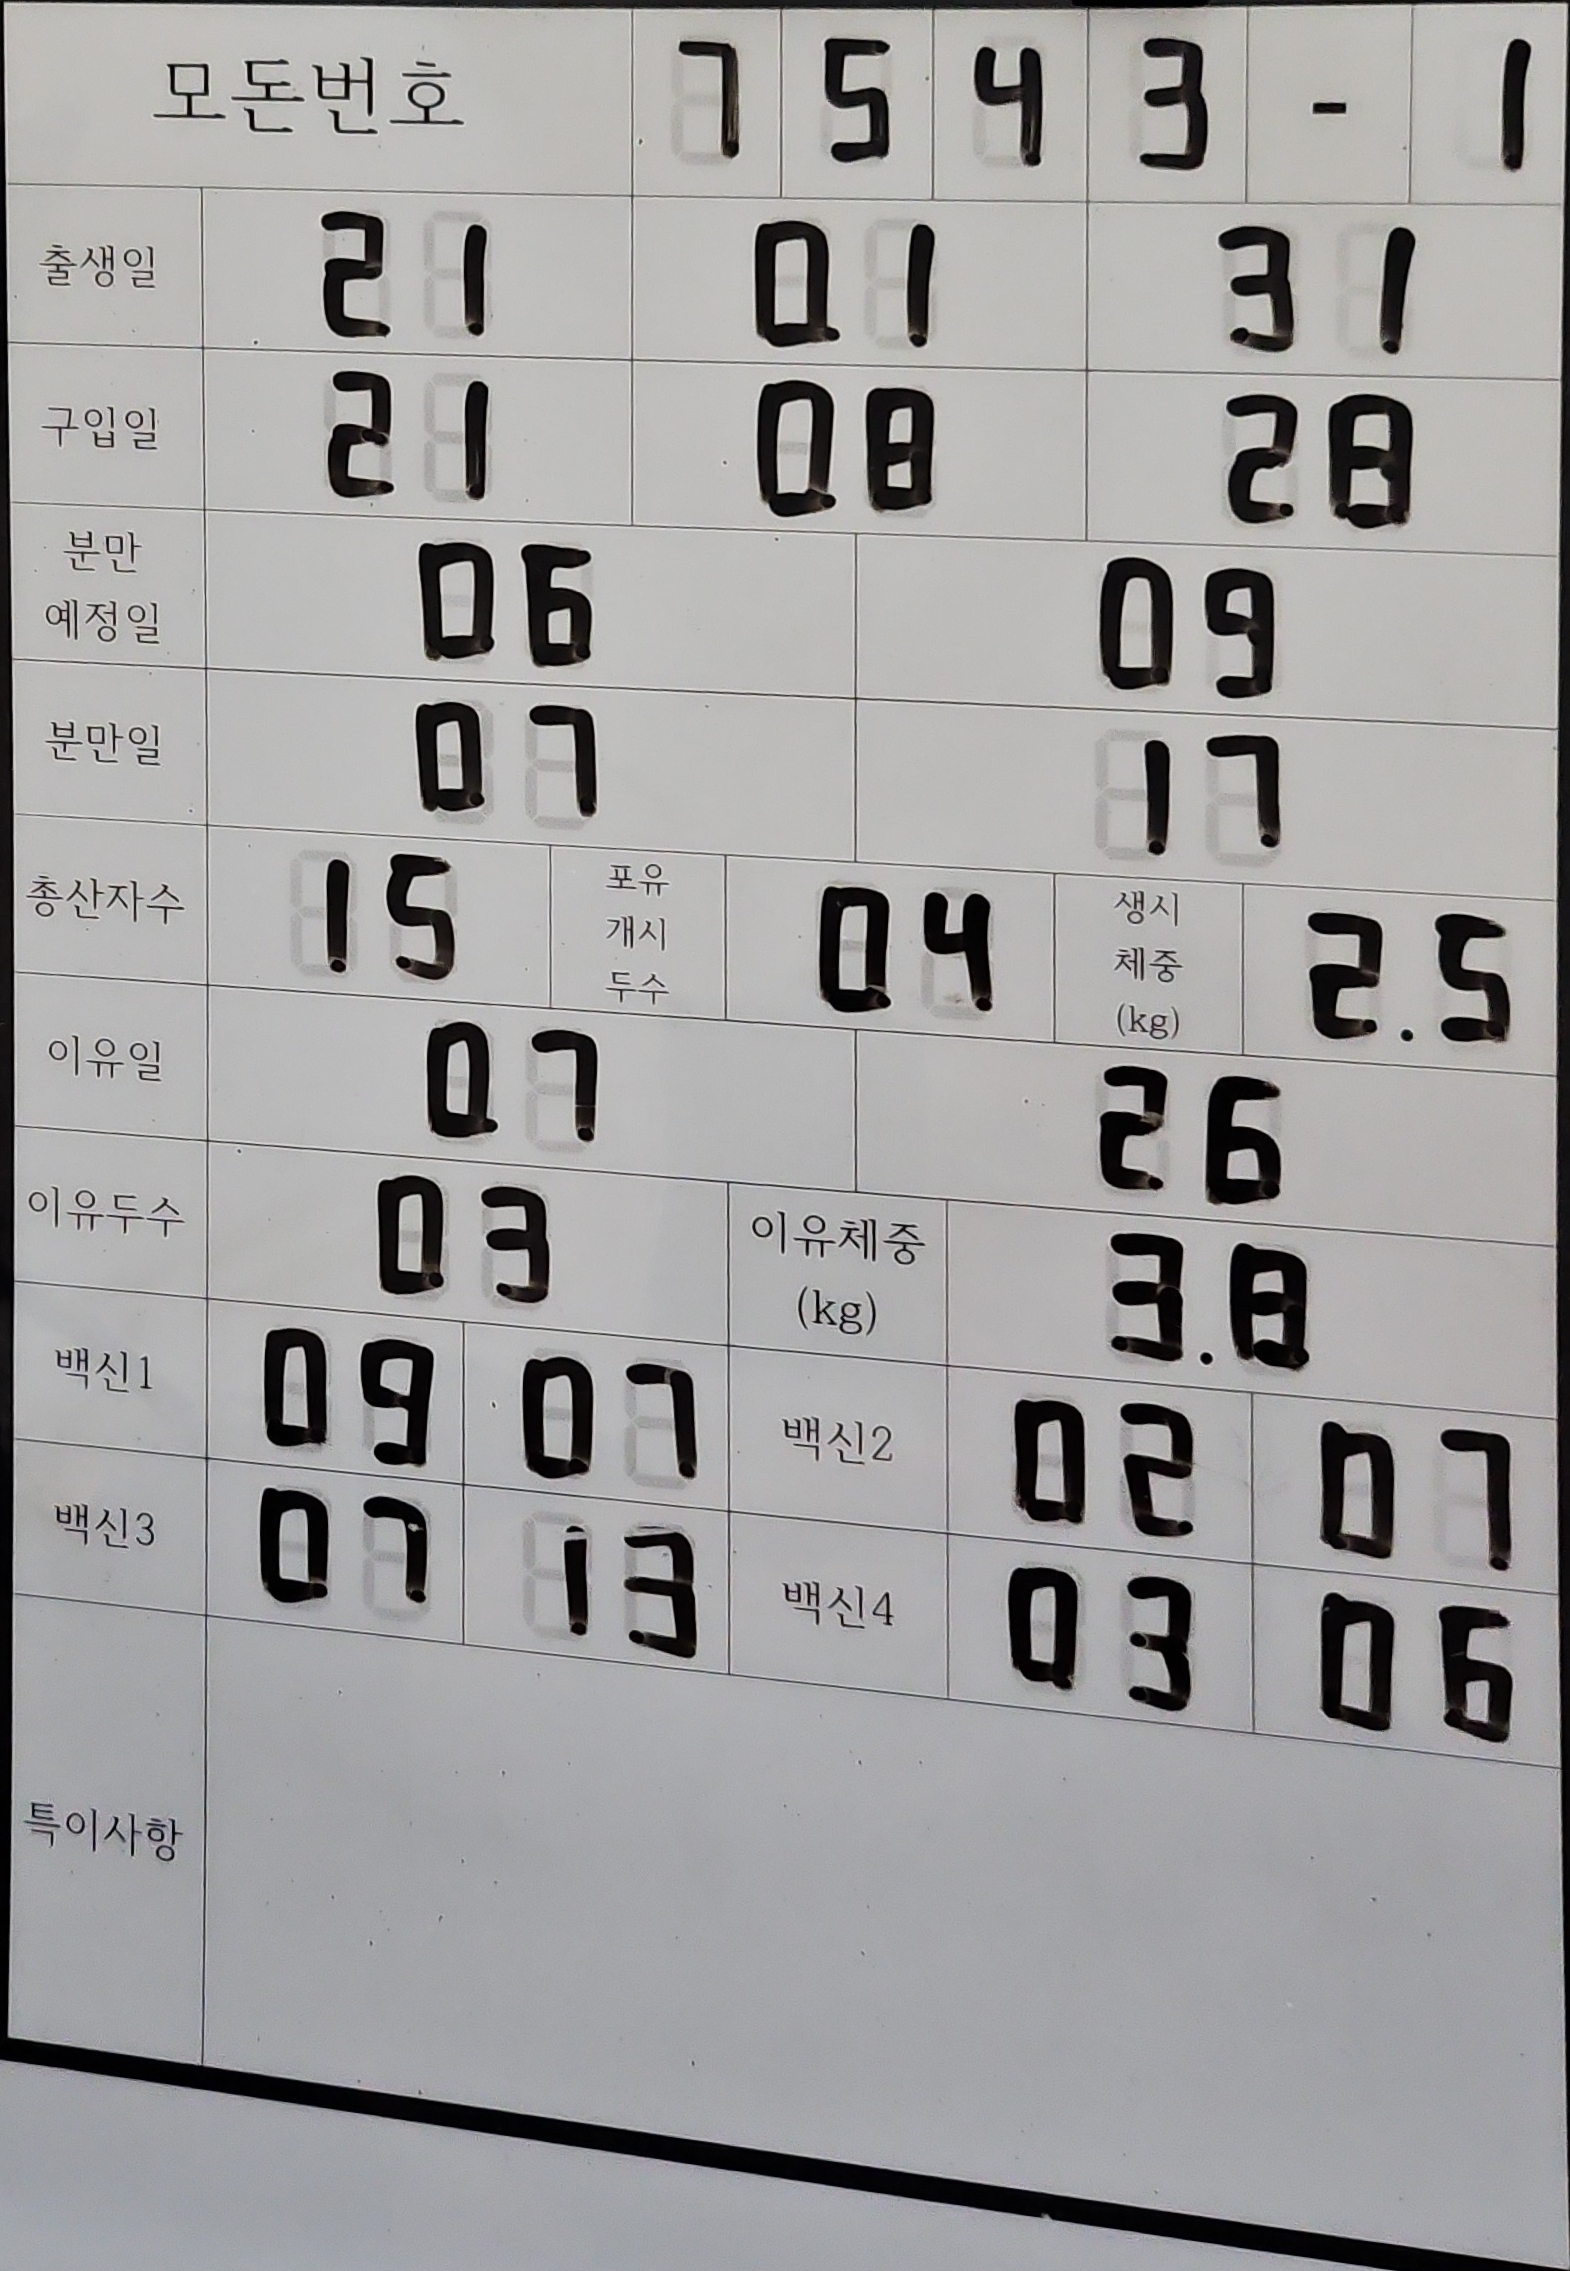 모돈번호 7 5 4 3 - 1
출생일 21 01 31
구입일 21 08 28
분만
예정일 06 09
분만일 07 17
총산자수 15 포유
개시
두수 04 생시
체중
(kg) 2.5
이유일 07 26
이유두수 03 이유체중
(kg) 3.8
백신1 09 07 백신2 02 07
백신3 07 13 백신4 03 06
특이사항